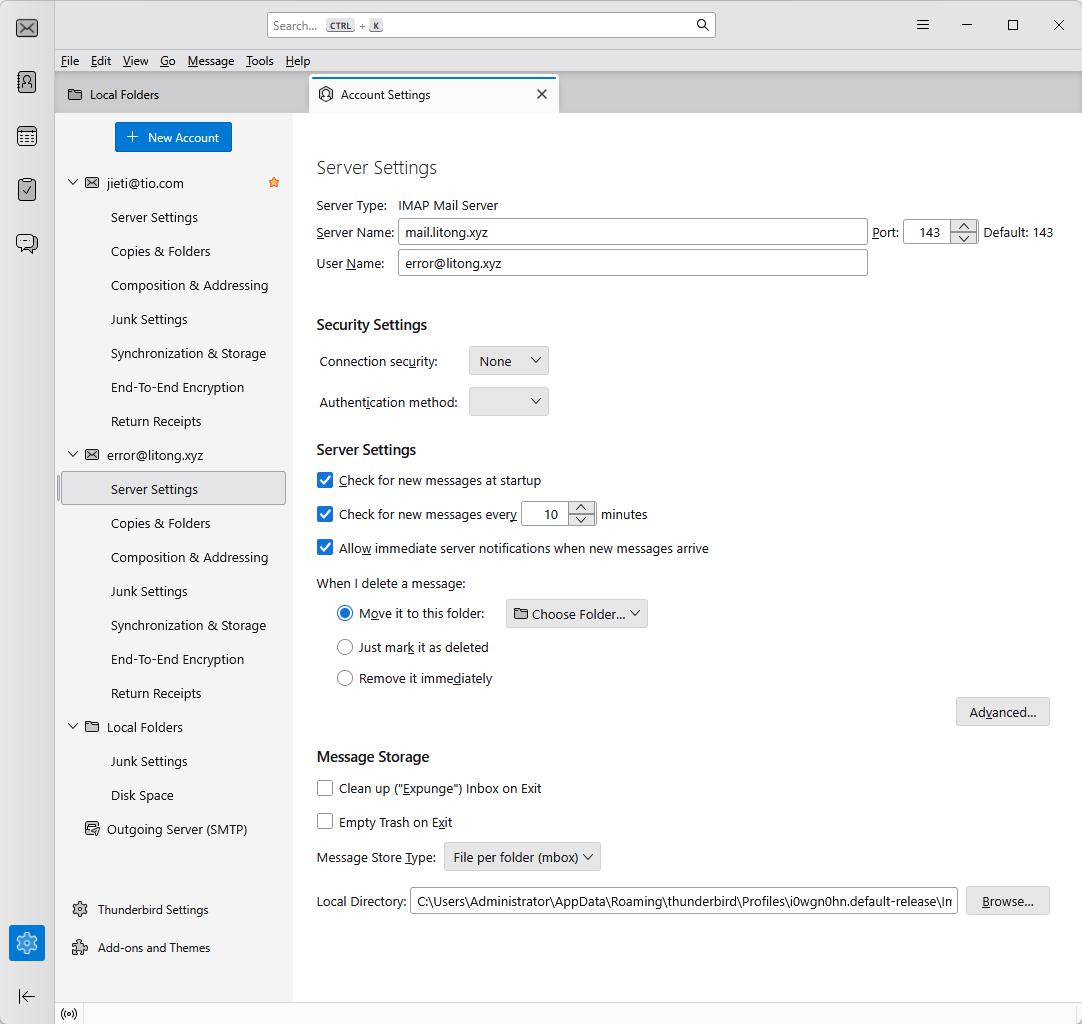 Search... CTRL + K
File Edit View Go Message Tools Help
Local Folders
Account Settings
New Account
jieti@tio.com
Server Settings
Copies & Folders
Composition & Addressing
Junk Settings
Synchronization & Storage
End-To-End Encryption
Return Receipts
error@litong.xyz
Server Settings
Copies & Folders
Composition & Addressing
Junk Settings
Synchronization & Storage
End-To-End Encryption
Return Receipts
Local Folders
Junk Settings
Disk Space
Outgoing Server (SMTP)
Thunderbird Settings
Add-ons and Themes
Server Settings
Server Type: IMAP Mail Server
Server Name: mail.litong.xyz Port: 143 Default: 143
User Name: error@litong.xyz
Security Settings
Connection security: None
Authentication method:
Server Settings
Check for new messages at startup
Check for new messages every 10 minutes
Allow immediate server notifications when new messages arrive
When I delete a message:
Move it to this folder: Choose Folder...
Just mark it as deleted
Remove it immediately
Advanced...
Message Storage
Clean up ("Expunge") Inbox on Exit
Empty Trash on Exit
Message Store Type: File per folder (mbox)
Local Directory: C:\Users\Administrator\AppData\Roaming\thunderbird\Profiles\i0wgn0hn.default-release\Im Browse...